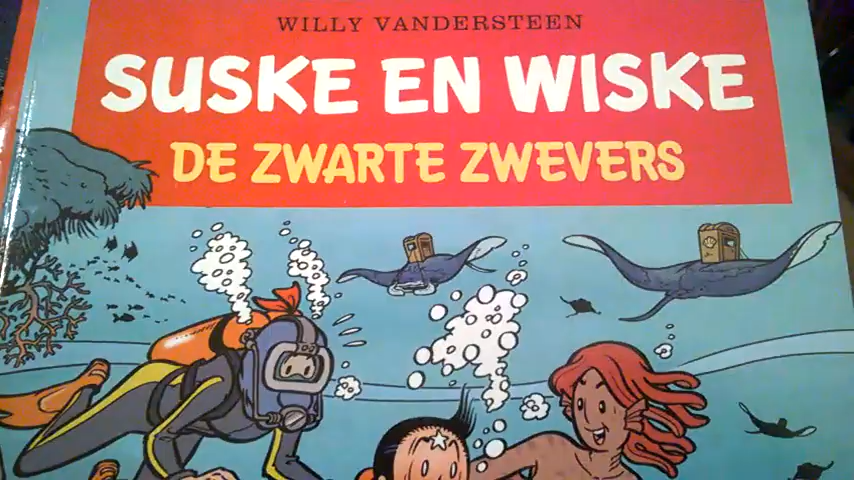 WILLY VANDERSTEEN
SUSKE EN WISKE
DE ZWARTE ZWEVERS